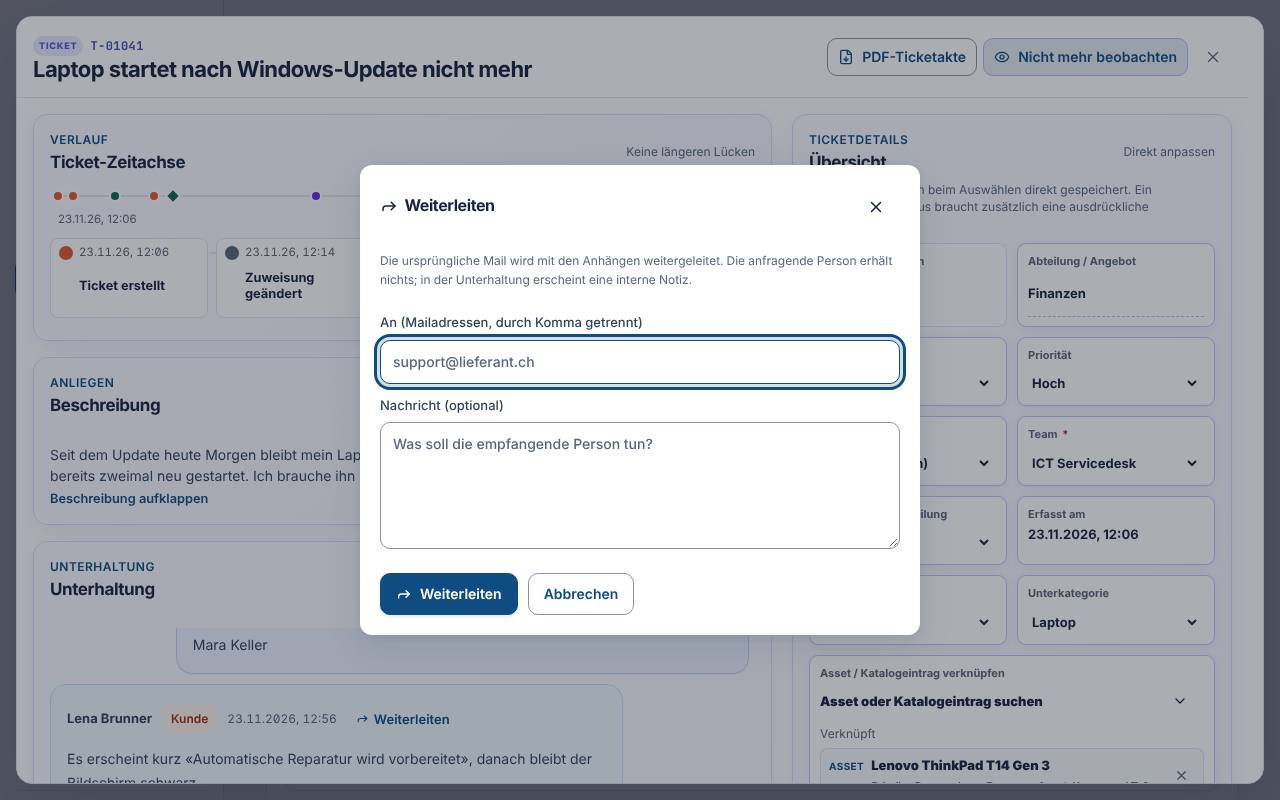 TICKET T-01041
Laptop startet nach Windows-Update nicht mehr
PDF-Ticketakte
Nicht mehr beobachten
VERLAUF
Ticket-Zeitachse
Keine längeren Lücken
23.11.26, 12:06
23.11.26, 12:06
Ticket erstellt
23.11.26, 12:14
Zuweisung
geändert
ANLIEGEN
Beschreibung
Seit dem Update heute Morgen bleibt mein Lap
bereits zweimal neu gestartet. Ich brauche ihn
Beschreibung aufklappen
UNTERHALTUNG
Unterhaltung
Mara Keller
Lena Brunner Kunde 23.11.2026, 12:56 Weiterleiten
Es erscheint kurz «Automatische Reparatur wird vorbereitet», danach bleibt der
Bildschirm schwarz
Weiterleiten
Die ursprüngliche Mail wird mit den Anhängen weitergeleitet. Die anfragende Person erhält
nichts; in der Unterhaltung erscheint eine interne Notiz.
An (Mailadressen, durch Komma getrennt)
support@lieferant.ch
Nachricht (optional)
Was soll die empfangende Person tun?
Weiterleiten
Abbrechen
TICKETDETAILS
Übersicht
Direkt anpassen
beim Auswählen direkt gespeichert. Ein
braucht zusätzlich eine ausdrückliche
Abteilung / Angebot
Finanzen
Priorität
Hoch
Team *
ICT Servicedesk
Erfasst am
23.11.2026, 12:06
Unterkategorie
Laptop
Asset / Katalogeintrag verknüpfen
Asset oder Katalogeintrag suchen
Verknüpft
ASSET Lenovo ThinkPad T14 Gen 3